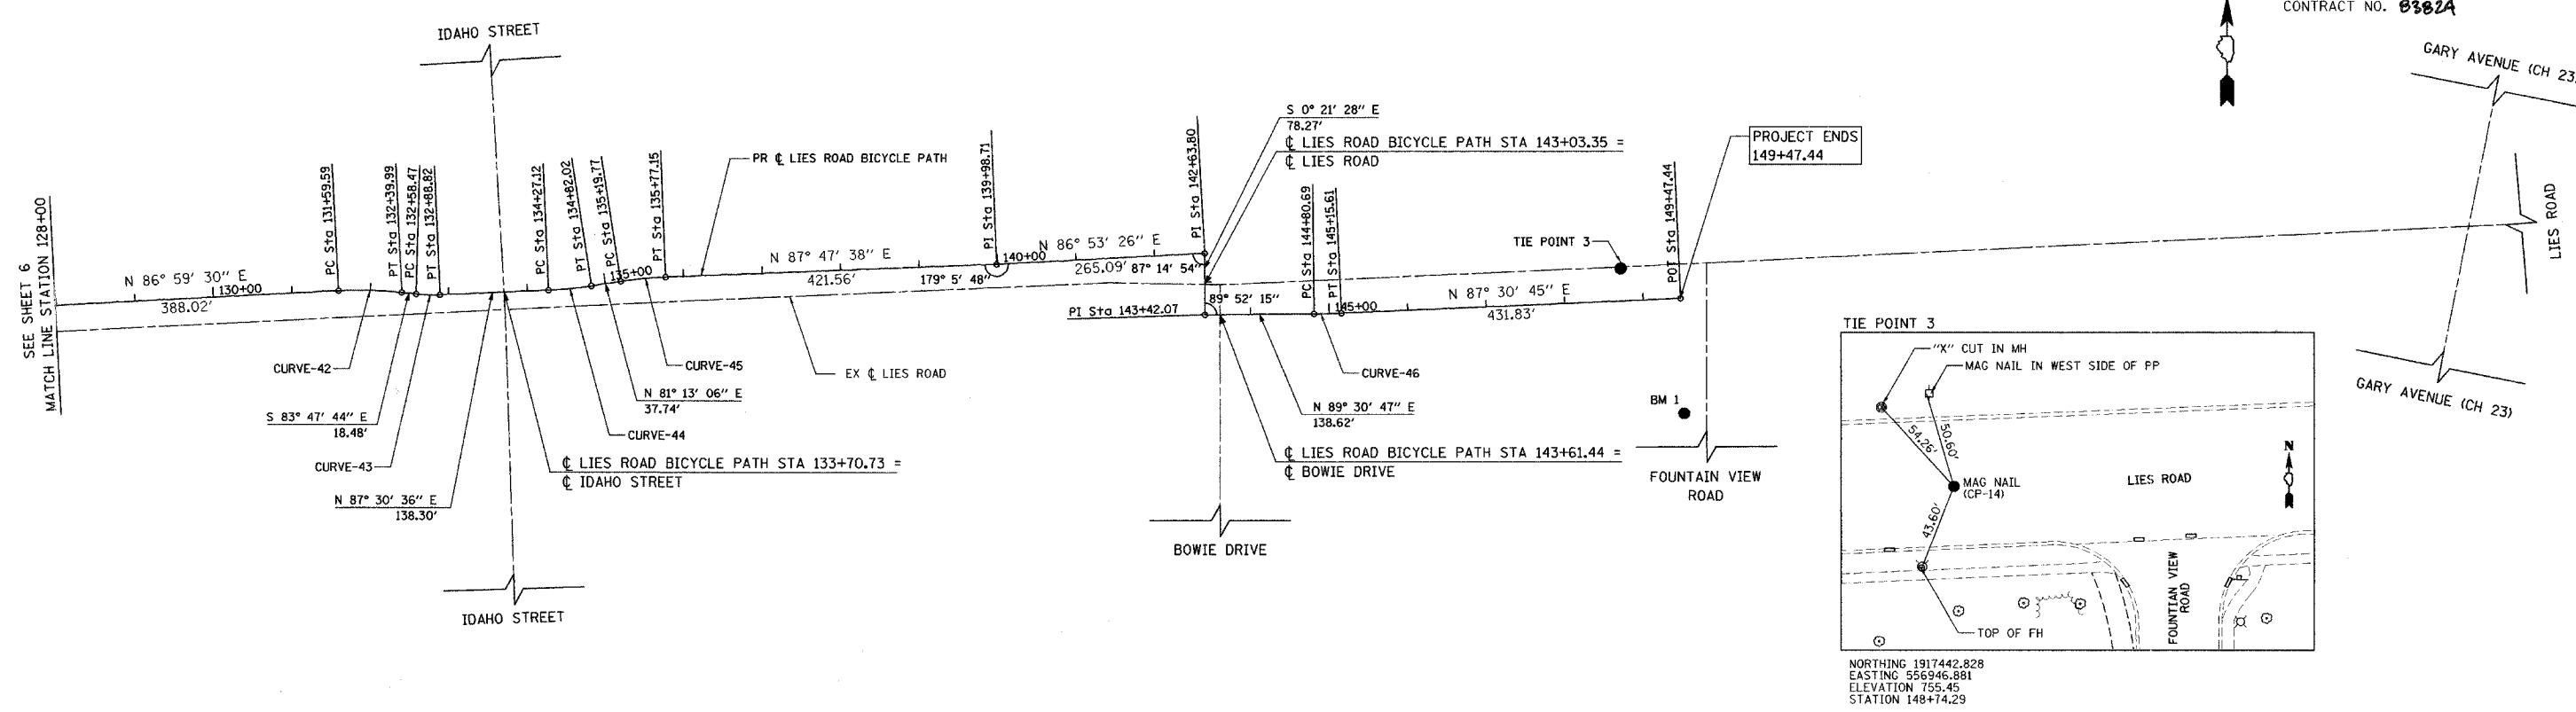 CONTRACT NO. 83824
IDAHO STREET
GARY AVENUE (CH 23)
SEE SHEET 6
MATCH LINE STATION 128+00
N 86° 59' 30" E
388.02'
130+00
PC Sta 131+59.59
PT Sta 132+39.99
PC Sta 132+58.47
PT Sta 132+88.82
PC Sta 134+27.12
PT Sta 134+82.02
PC Sta 135+19.77
PT Sta 135+77.15
135+00
PR ℄ LIES ROAD BICYCLE PATH
N 87° 47' 38" E
421.56'
PI Sta 139+98.71
179° 5' 48"
140+00
N 86° 53' 26" E
265.09'
87° 14' 54"
PI Sta 142+63.80
S 0° 21' 28" E
78.27'
℄ LIES ROAD BICYCLE PATH STA 143+03.35 =
℄ LIES ROAD
PROJECT ENDS
149+47.44
TIE POINT 3
POT Sta 149+47.44
LIES ROAD
PI Sta 143+42.07
89° 52' 15"
PC Sta 144+80.69
PT Sta 145+15.61
145+00
N 87° 30' 45" E
431.83'
CURVE-42
S 83° 47' 44" E
18.48'
CURVE-43
N 87° 30' 36" E
138.30'
CURVE-45
N 81° 13' 06" E
37.74'
CURVE-44
EX ℄ LIES ROAD
℄ LIES ROAD BICYCLE PATH STA 133+70.73 =
℄ IDAHO STREET
CURVE-46
N 89° 30' 47" E
138.62'
℄ LIES ROAD BICYCLE PATH STA 143+61.44 =
℄ BOWIE DRIVE
BM 1
FOUNTAIN VIEW
ROAD
BOWIE DRIVE
IDAHO STREET
GARY AVENUE (CH 23)
TIE POINT 3
"X" CUT IN MH
MAG NAIL IN WEST SIDE OF PP
54.26'
50.60'
MAG NAIL
(CP-14)
43.60'
LIES ROAD
N
FOUNTIAN VIEW
ROAD
TOP OF FH
NORTHING 1917442.828
EASTING 556946.881
ELEVATION 755.45
STATION 148+74.29